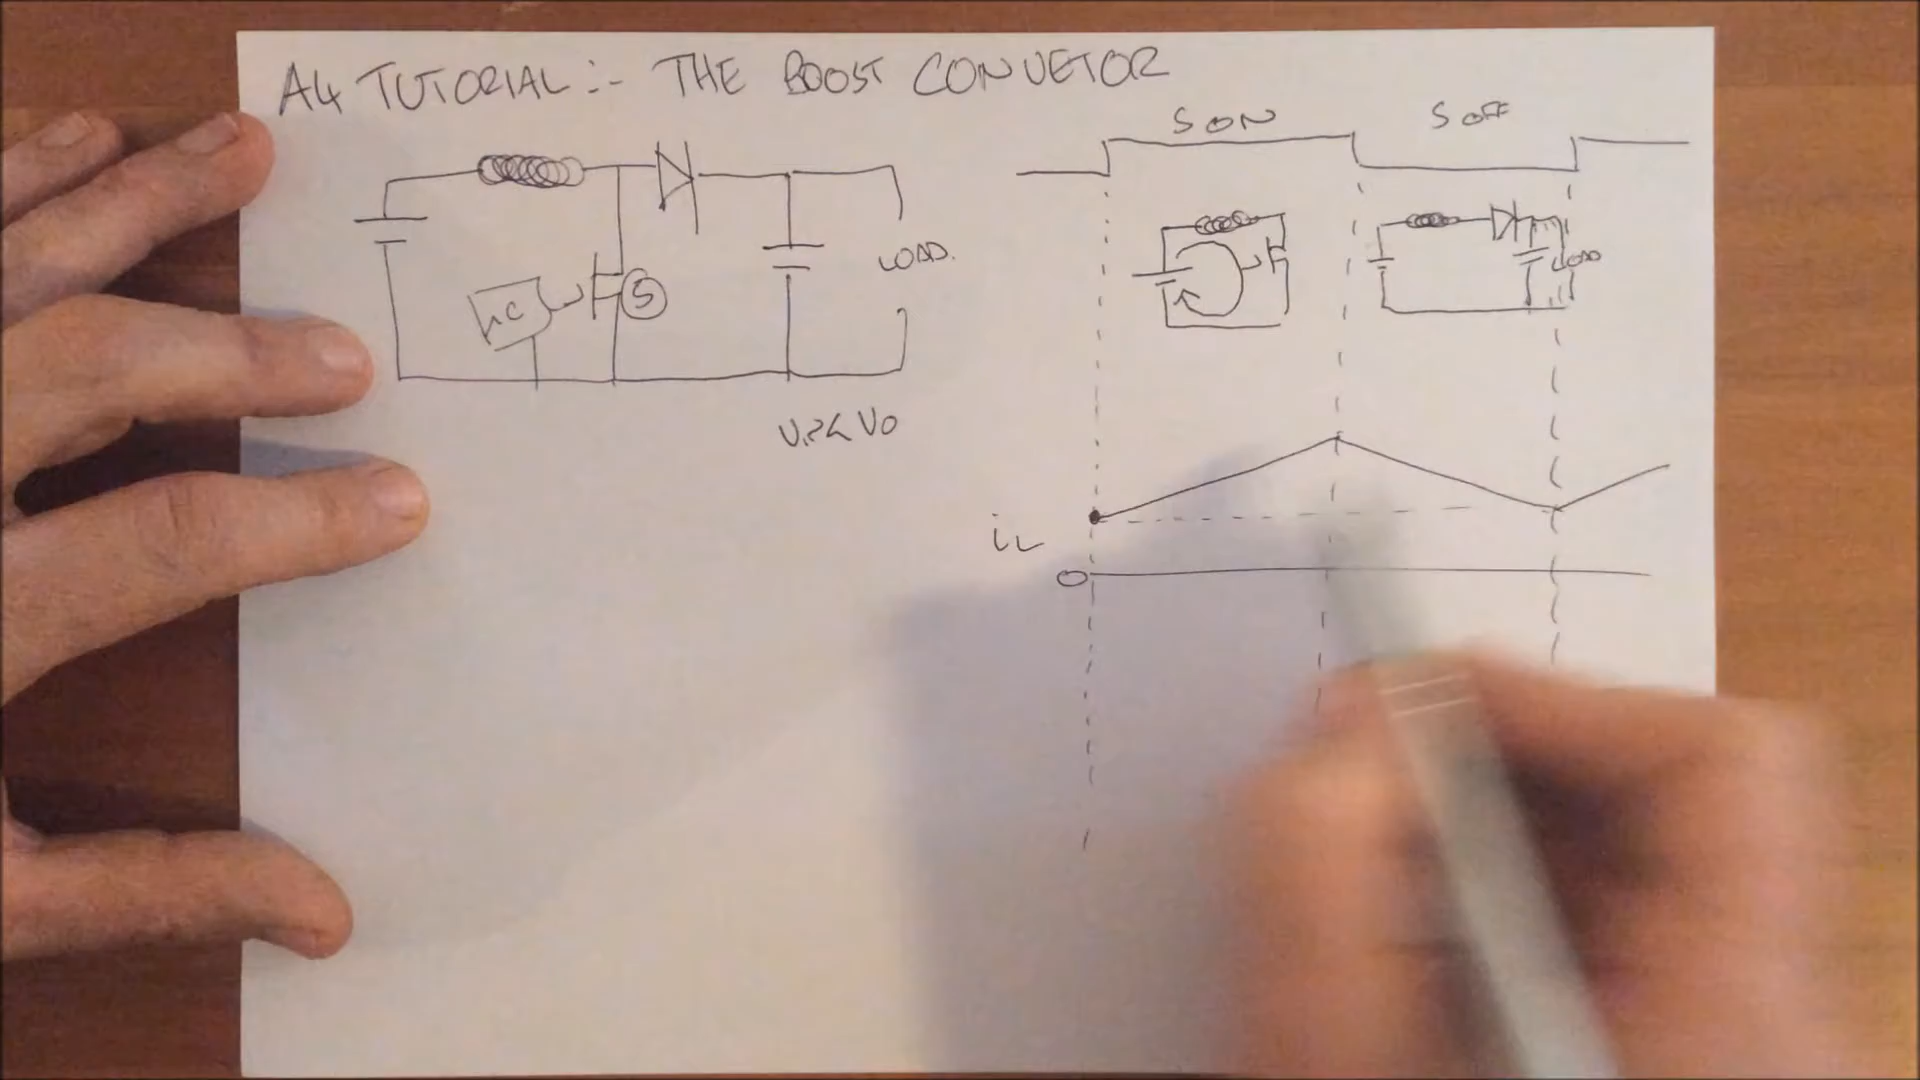 A4 TUTORIAL :- THE BOOST CONVETOR
S ON
S OFF
LOAD.
LOAD
μC
S
Vi < Vo
iL
0